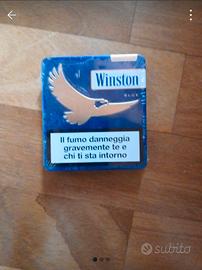 Winston
BLUE
Il fumo danneggia
gravemente te e
chi ti sta intorno
subito